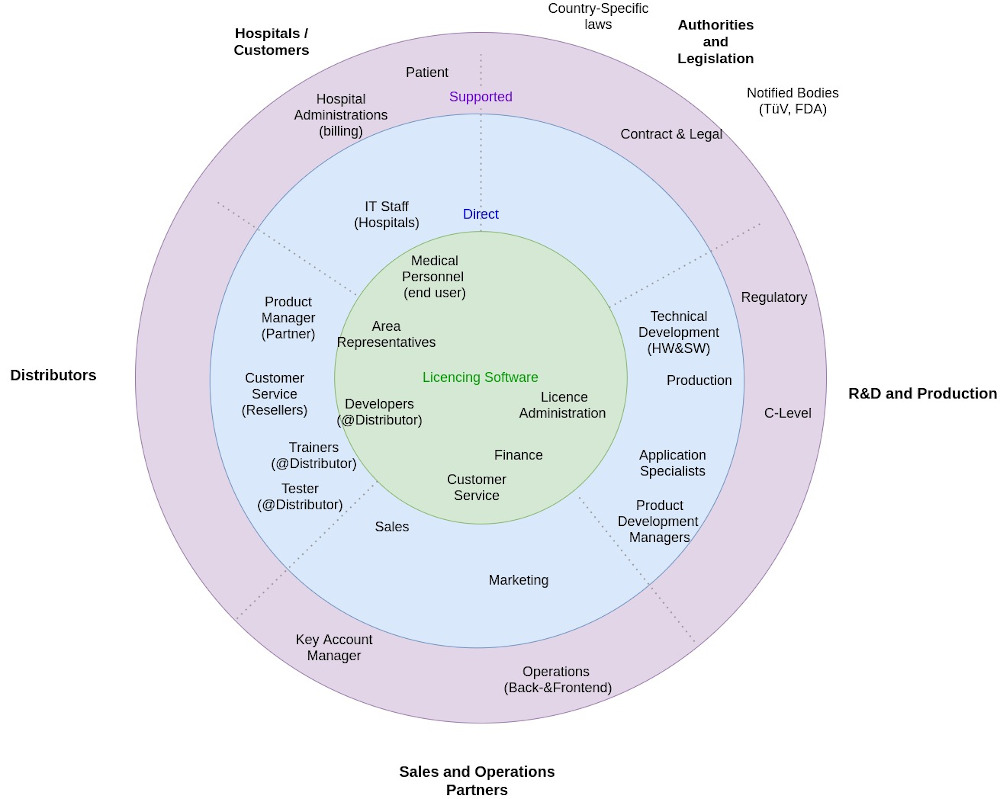 Country-Specific
laws
Hospitals /
Customers
Authorities
and
Legislation
Patient
Supported
Notified Bodies
(TüV, FDA)
Hospital
Administrations
(billing)
Contract & Legal
IT Staff
(Hospitals)
Direct
Medical
Personnel
(end user)
Product
Manager
(Partner)
Regulatory
Area
Representatives
Technical
Development
(HW&SW)
Distributors
Customer
Service
(Resellers)
Licencing Software
Production
R&D and Production
Developers
(@Distributor)
Licence
Administration
C-Level
Trainers
(@Distributor)
Finance
Application
Specialists
Tester
(@Distributor)
Customer
Service
Product
Development
Managers
Sales
Marketing
Key Account
Manager
Operations
(Back-&Frontend)
Sales and Operations
Partners